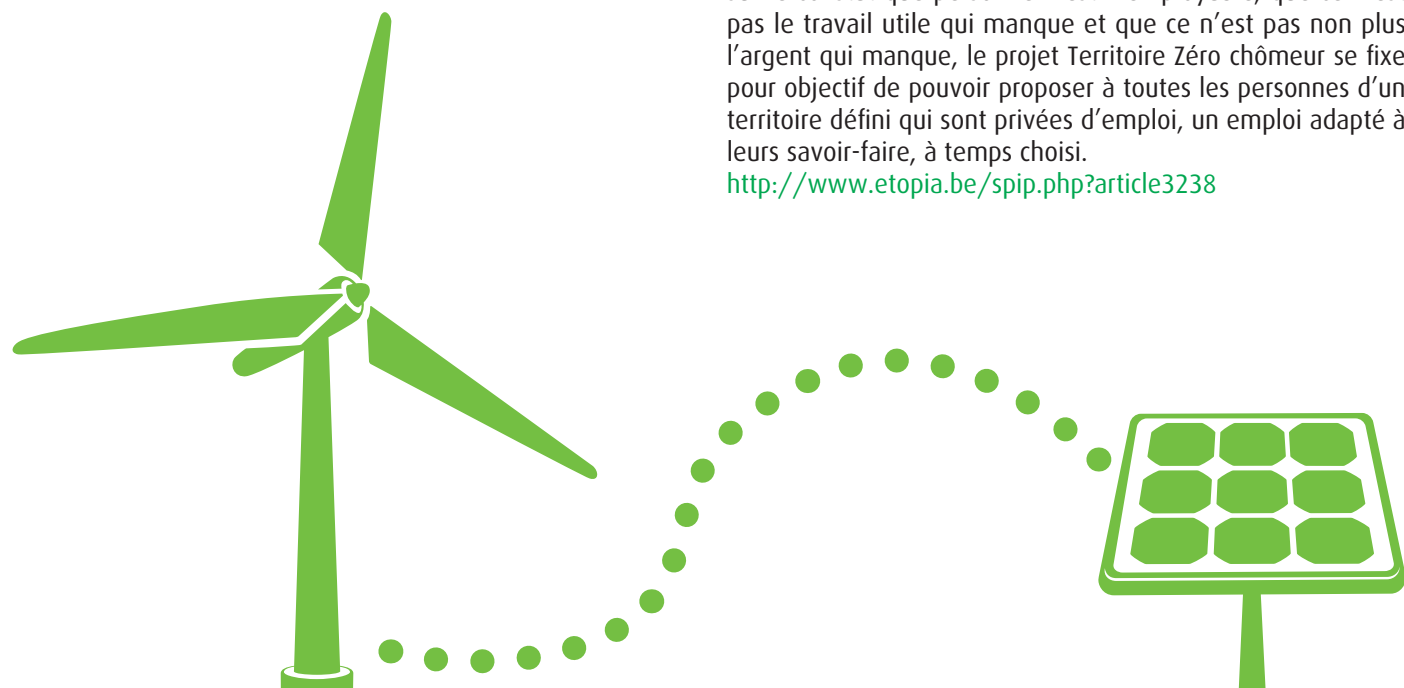 pas le travail utile qui manque et que ce n’est pas non plus
l’argent qui manque, le projet Territoire Zéro chômeur se fixe
pour objectif de pouvoir proposer à toutes les personnes d’un
territoire défini qui sont privées d’emploi, un emploi adapté à
leurs savoir-faire, à temps choisi.
http://www.etopia.be/spip.php?article3238